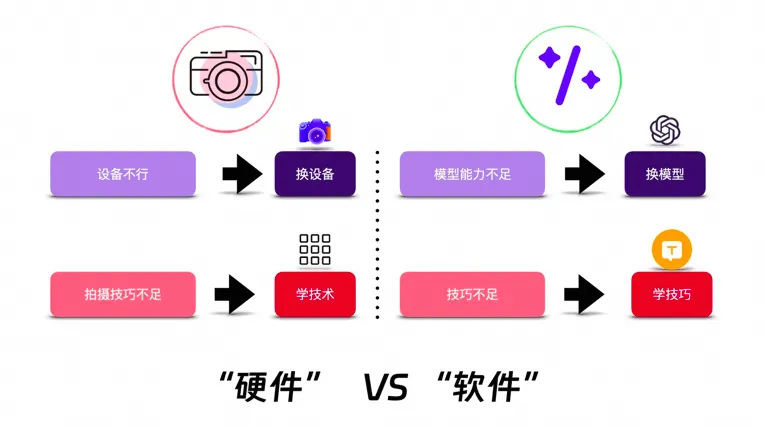 设备不行
换设备
模型能力不足
换模型
拍摄技巧不足
学技术
技巧不足
T
学技巧
“硬件” VS “软件”